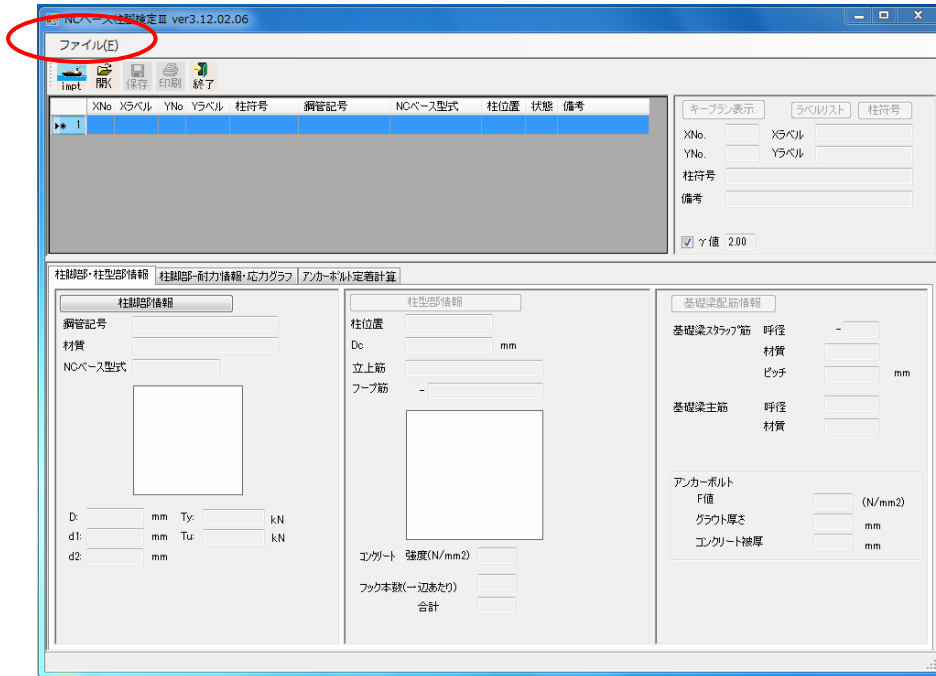 NCベース柱脚検定Ⅲ ver3.12.02.06
ファイル(F)
impt 開く 保存 印刷 終了
XNo Xラベル YNo Yラベル 柱符号 鋼管記号 NCベース型式 柱位置 状態 備考
1
キープラン表示 ラベルリスト 柱符号
XNo. Xラベル
YNo. Yラベル
柱符号
備考
γ値 2.00
柱脚部・柱型部情報 柱脚部-耐力情報・応力グラフ アンカーボルト定着計算
柱脚部情報
鋼管記号
材質
NCベース型式
D: mm Ty: kN
d1: mm Tu: kN
d2: mm
柱型部情報
柱位置
Dc mm
立上筋
フープ筋 -
コンクリート 強度(N/mm2)
フック本数(一辺あたり)
合計
基礎梁配筋情報
基礎梁スタラップ筋 呼径 -
材質
ピッチ mm
基礎梁主筋 呼径
材質
アンカーボルト
F値 (N/mm2)
グラウト厚さ mm
コンクリート被厚 mm